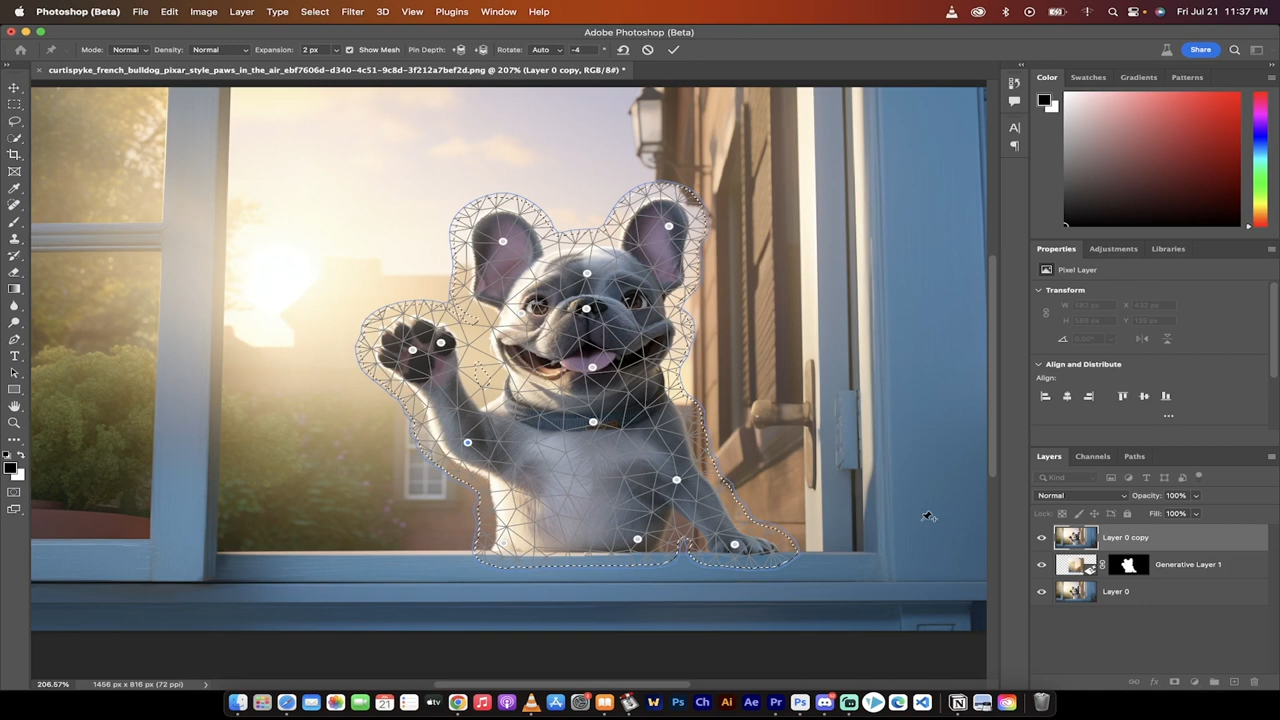 Photoshop (Beta) File Edit Image Layer Type Select Filter 3D View Plugins Window Help Fri Jul 21 11:37 PM
Adobe Photoshop (Beta)
Mode: Normal Density: Normal Expansion: 2 px Show Mesh Pin Depth: Rotate: Auto -4 ° Share
curtispyke_french_bulldog_pixar_style_paws_in_the_air_ebf7606d-d340-4c51-9c8d-3f212a7bef2d.png @ 207% (Layer 0 copy, RGB/8#) *
Color Swatches Gradients Patterns
Properties Adjustments Libraries
Pixel Layer
Transform
W X
H Y
Align and Distribute
Align:
Layers Channels Paths
Kind
Normal Opacity: 100%
Lock: Fill: 100%
Layer 0 copy
Generative Layer 1
Layer 0
206.57% 1456 px x 816 px (72 ppi)